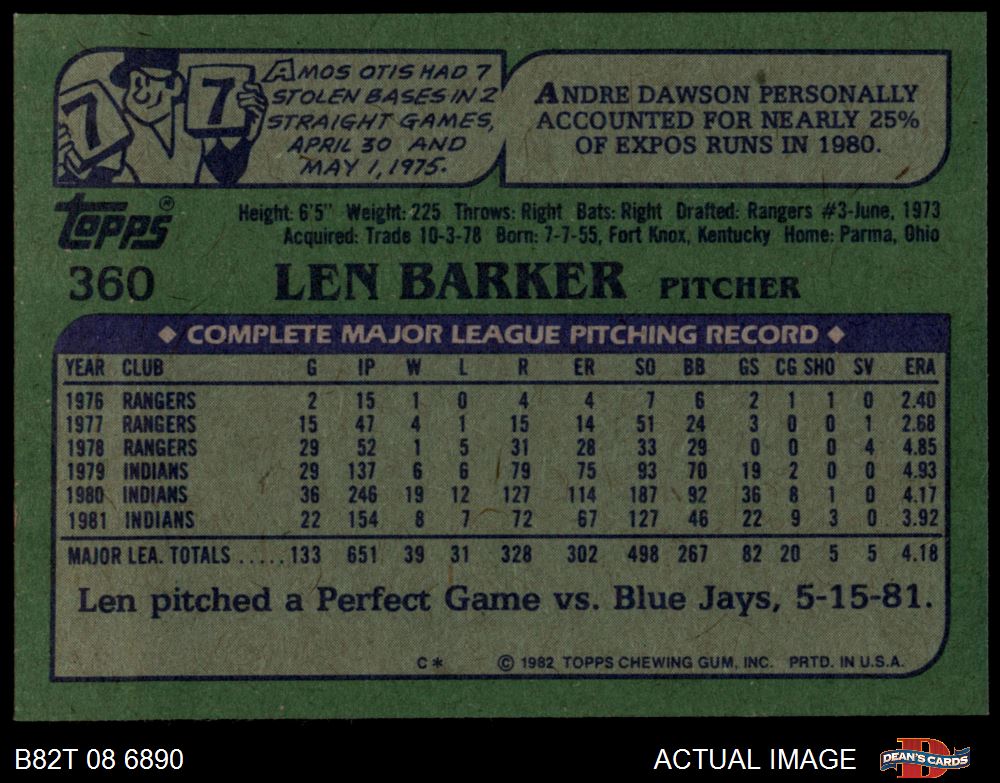 7 7
AMOS OTIS HAD 7
STOLEN BASES IN 2
STRAIGHT GAMES,
APRIL 30 AND
MAY 1, 1975.
ANDRE DAWSON PERSONALLY
ACCOUNTED FOR NEARLY 25%
OF EXPOS RUNS IN 1980.
Topps®
Height: 6'5" Weight: 225 Throws: Right Bats: Right Drafted: Rangers #3-June, 1973
Acquired: Trade 10-3-78 Born: 7-7-55, Fort Knox, Kentucky Home: Parma, Ohio
360 LEN BARKER PITCHER
◆ COMPLETE MAJOR LEAGUE PITCHING RECORD ◆
YEAR CLUB G IP W L R ER SO BB GS CG SHO SV ERA
1976 RANGERS 2 15 1 0 4 4 7 6 2 1 1 0 2.40
1977 RANGERS 15 47 4 1 15 14 51 24 3 0 0 1 2.68
1978 RANGERS 29 52 1 5 31 28 33 29 0 0 0 4 4.85
1979 INDIANS 29 137 6 6 79 75 93 70 19 2 0 0 4.93
1980 INDIANS 36 246 19 12 127 114 187 92 36 8 1 0 4.17
1981 INDIANS 22 154 8 7 72 67 127 46 22 9 3 0 3.92
MAJOR LEA. TOTALS ..... 133 651 39 31 328 302 498 267 82 20 5 5 4.18
Len pitched a Perfect Game vs. Blue Jays, 5-15-81.
C* © 1982 TOPPS CHEWING GUM, INC. PRTD. IN U.S.A.
B82T 08 6890
ACTUAL IMAGE
D
DEAN'S CARDS